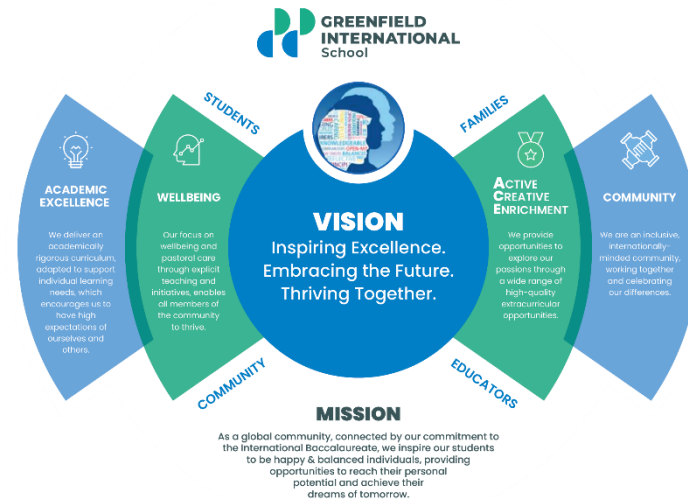 GREENFIELD
INTERNATIONAL
School
STUDENTS
FAMILIES
ACADEMIC
EXCELLENCE
We deliver an
academically
rigorous curriculum,
adapted to support
individual learning
needs, which
encourages us to
have high
expectations of
ourselves and
others.
WELLBEING
Our focus on
wellbeing and
pastoral care
through explicit
teaching and
initiatives, enables
all members of
the community
to thrive.
KNOWLEDGEABLE
VISION
Inspiring Excellence.
Embracing the Future.
Thriving Together.
ACTIVE
CREATIVE
ENRICHMENT
We provide
opportunities to
explore our
passions through
a wide range of
high-quality
extracurricular
opportunities.
COMMUNITY
We are an inclusive,
internationally-
minded community,
working together
and celebrating
our differences.
COMMUNITY
EDUCATORS
MISSION
As a global community, connected by our commitment to
the International Baccalaureate, we inspire our students
to be happy & balanced individuals, providing
opportunities to reach their personal
potential and achieve their
dreams of tomorrow.